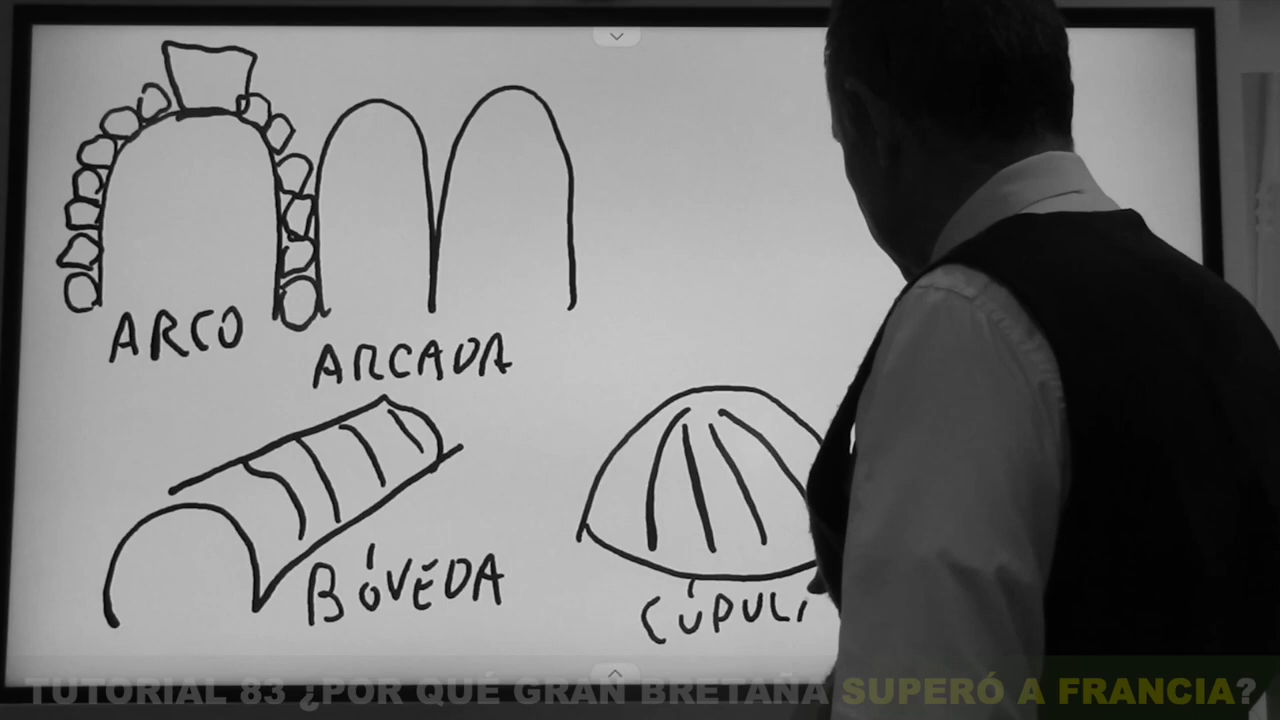 ARCO
ARCADA
BÓVEDA
CÚPUL
TUTORIAL 83 ¿POR QUÉ GRAN BRETAÑA SUPERÓ A FRANCIA?